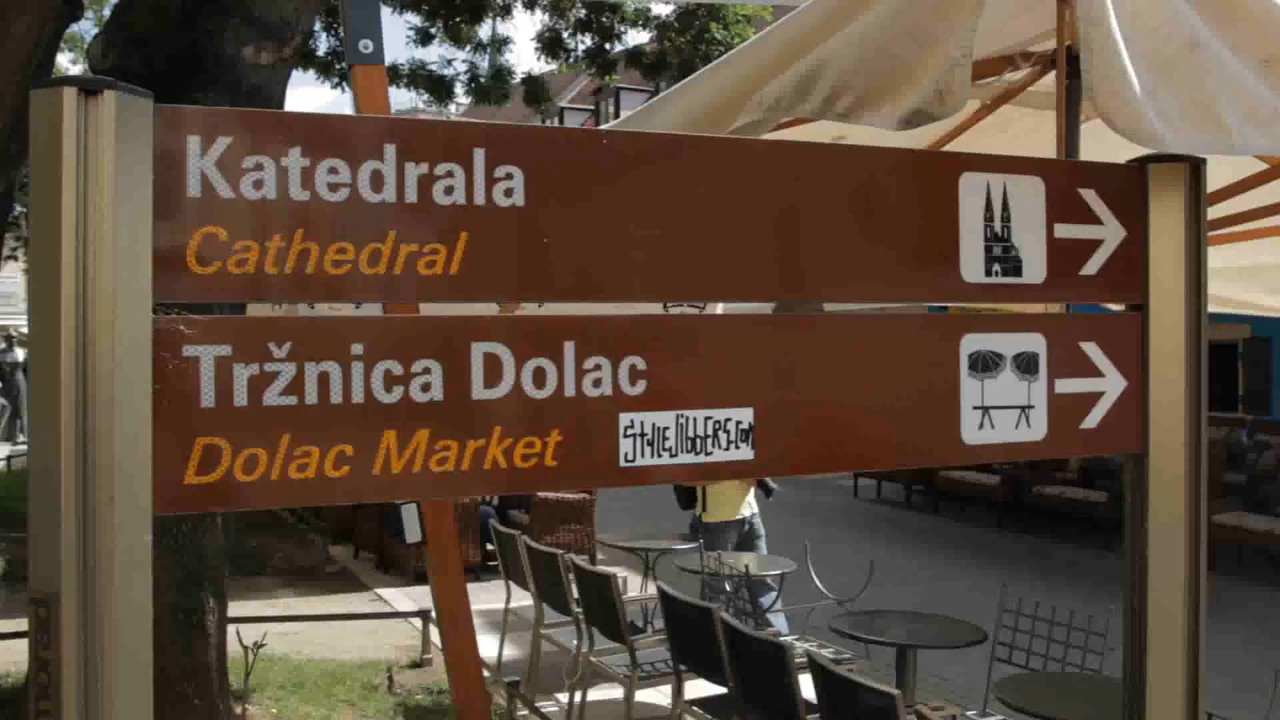 Katedrala
Cathedral
Tržnica Dolac
Dolac Market
StyleJibbers.com